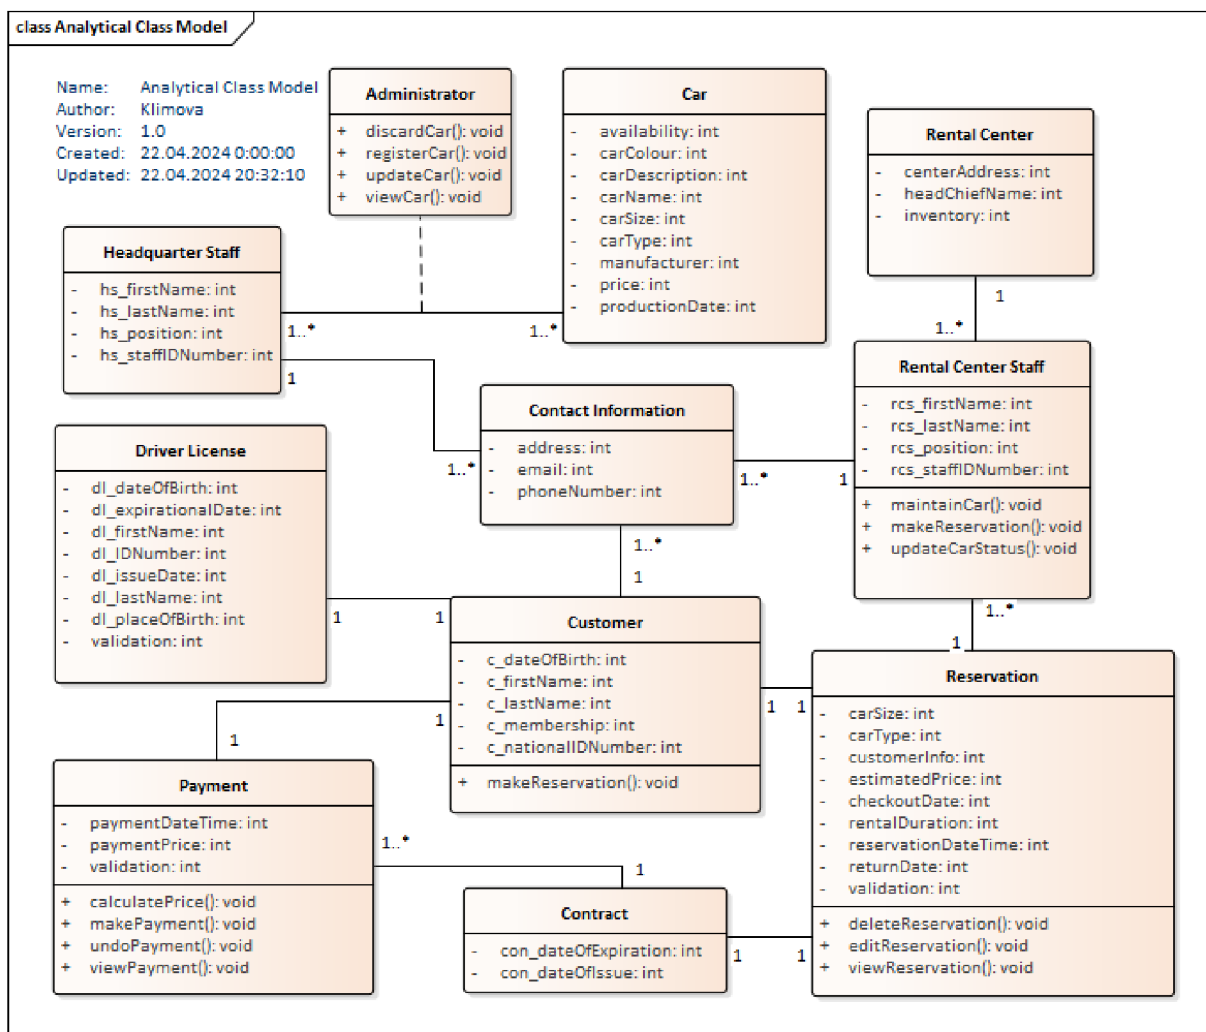 class Analytical Class Model
Name: Analytical Class Model
Author: Klimova
Version: 1.0
Created: 22.04.2024 0:00:00
Updated: 22.04.2024 20:32:10
Administrator
+ discardCar(): void
+ registerCar(): void
+ updateCar(): void
+ viewCar(): void
Car
- availability: int
- carColour: int
- carDescription: int
- carName: int
- carSize: int
- carType: int
- manufacturer: int
- price: int
- productionDate: int
Rental Center
- centerAddress: int
- headChiefName: int
- inventory: int
Headquarter Staff
- hs_firstName: int
- hs_lastName: int
- hs_position: int
- hs_staffIDNumber: int
1..*
1..*
1
1..*
1
1..*
Rental Center Staff
- rcs_firstName: int
- rcs_lastName: int
- rcs_position: int
- rcs_staffIDNumber: int
+ maintainCar(): void
+ makeReservation(): void
+ updateCarStatus(): void
Contact Information
- address: int
- email: int
- phoneNumber: int
1..*
1
1..*
1
Driver License
- dl_dateOfBirth: int
- dl_expirationalDate: int
- dl_firstName: int
- dl_IDNumber: int
- dl_issueDate: int
- dl_lastName: int
- dl_placeOfBirth: int
- validation: int
1
1
Customer
- c_dateOfBirth: int
- c_firstName: int
- c_lastName: int
- c_membership: int
- c_nationalIDNumber: int
+ makeReservation(): void
1..*
1
1
1
Reservation
- carSize: int
- carType: int
- customerInfo: int
- estimatedPrice: int
- checkoutDate: int
- rentalDuration: int
- reservationDateTime: int
- returnDate: int
- validation: int
+ deleteReservation(): void
+ editReservation(): void
+ viewReservation(): void
1
1
Payment
- paymentDateTime: int
- paymentPrice: int
- validation: int
+ calculatePrice(): void
+ makePayment(): void
+ undoPayment(): void
+ viewPayment(): void
1..*
1
Contract
- con_dateOfExpiration: int
- con_dateOfIssue: int
1
1